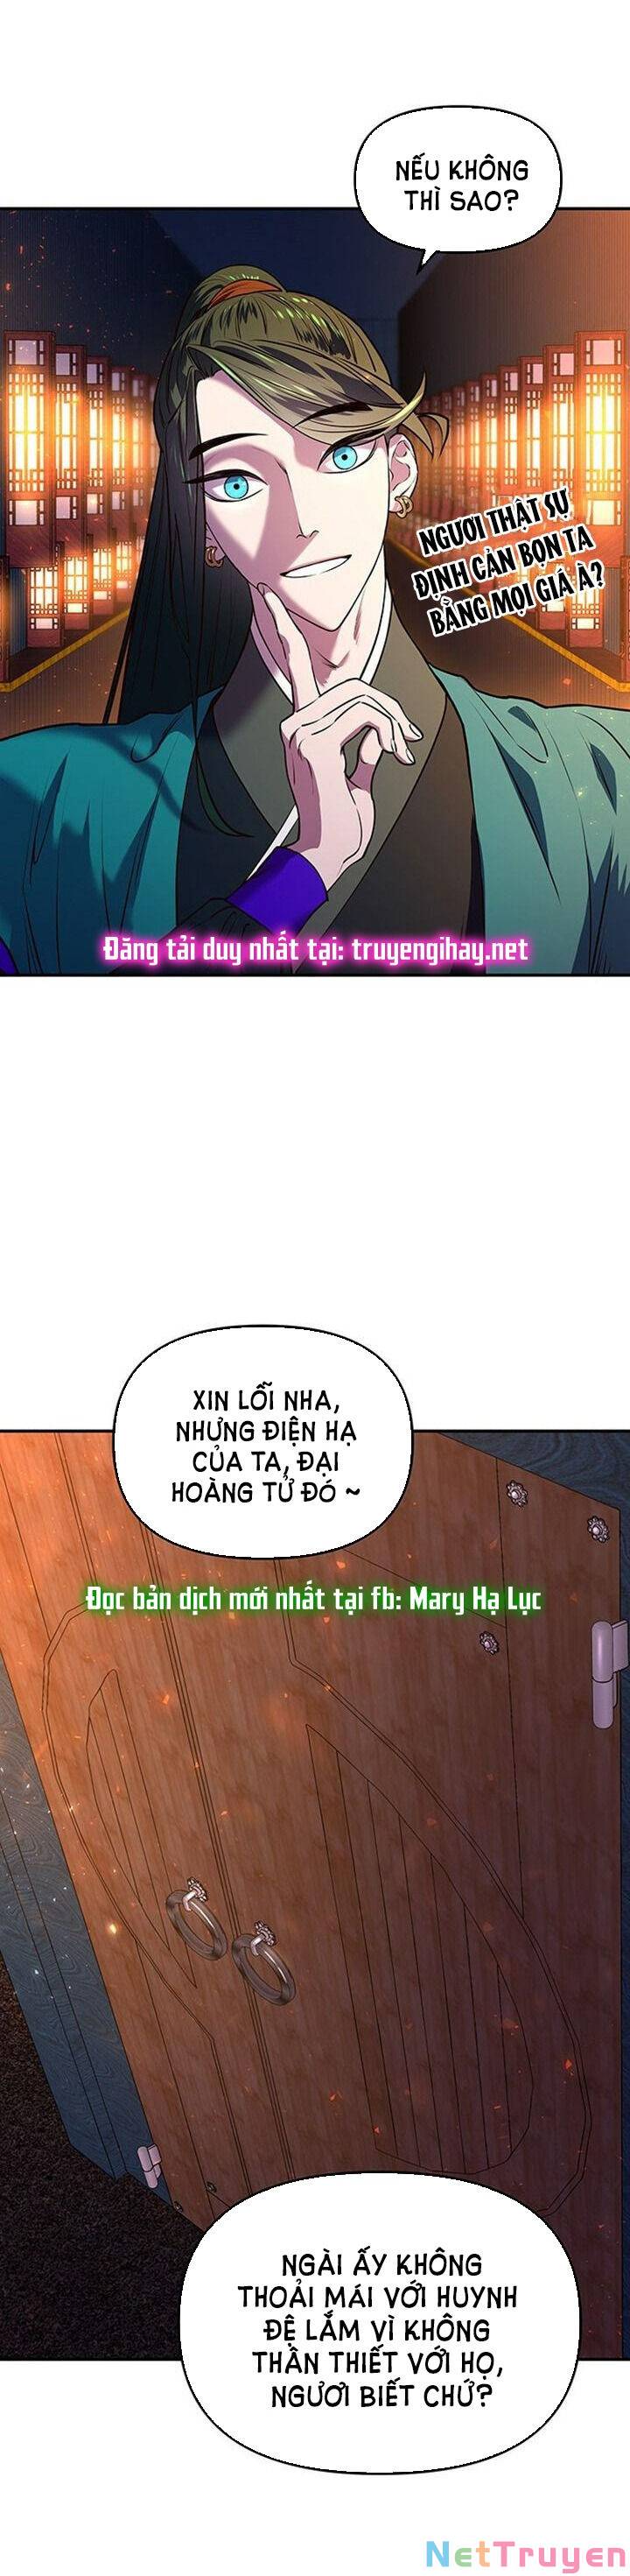 NẾU KHÔNG
THÌ SAO?
NGƯƠI THẬT SỰ
ĐỊNH CẢN BỌN TA
BẰNG MỌI GIÁ À?
Đăng tải duy nhất tại: truyengihay.net
XIN LỖI NHA,
NHƯNG ĐIỆN HẠ
CỦA TA, ĐẠI
HOÀNG TỬ ĐÓ ~
Đọc bản dịch mới nhất tại fb: Mary Hạ Lục
NGÀI ẤY KHÔNG
THOẢI MÁI VỚI HUYNH
ĐỆ LẮM VÌ KHÔNG
THÂN THIẾT VỚI HỌ,
NGƯƠI BIẾT CHỨ?
NetTruyen